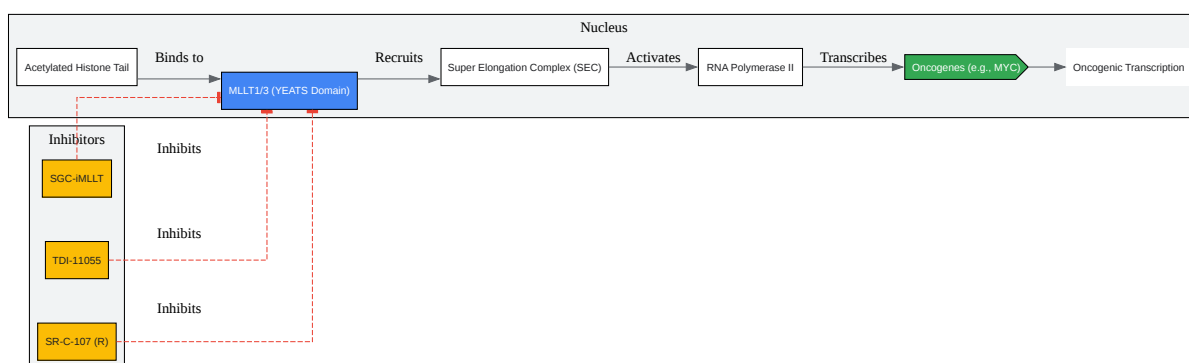 Nucleus
Acetylated Histone Tail
Binds to
MLLT1/3 (YEATS Domain)
Recruits
Super Elongation Complex (SEC)
Activates
RNA Polymerase II
Transcribes
Oncogenes (e.g., MYC)
Oncogenic Transcription
Inhibitors
Inhibits
SGC-iMLLT
Inhibits
TDI-11055
Inhibits
SR-C-107 (R)